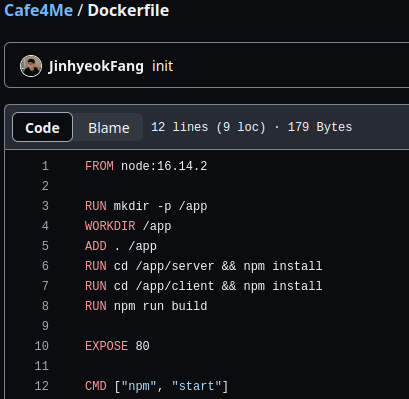 Cafe4Me / Dockerfile
JinhyeokFang init
Code Blame 12 lines (9 loc) · 179 Bytes
1 FROM node:16.14.2
2
3 RUN mkdir -p /app
4 WORKDIR /app
5 ADD . /app
6 RUN cd /app/server && npm install
7 RUN cd /app/client && npm install
8 RUN npm run build
9
10 EXPOSE 80
11
12 CMD ["npm", "start"]